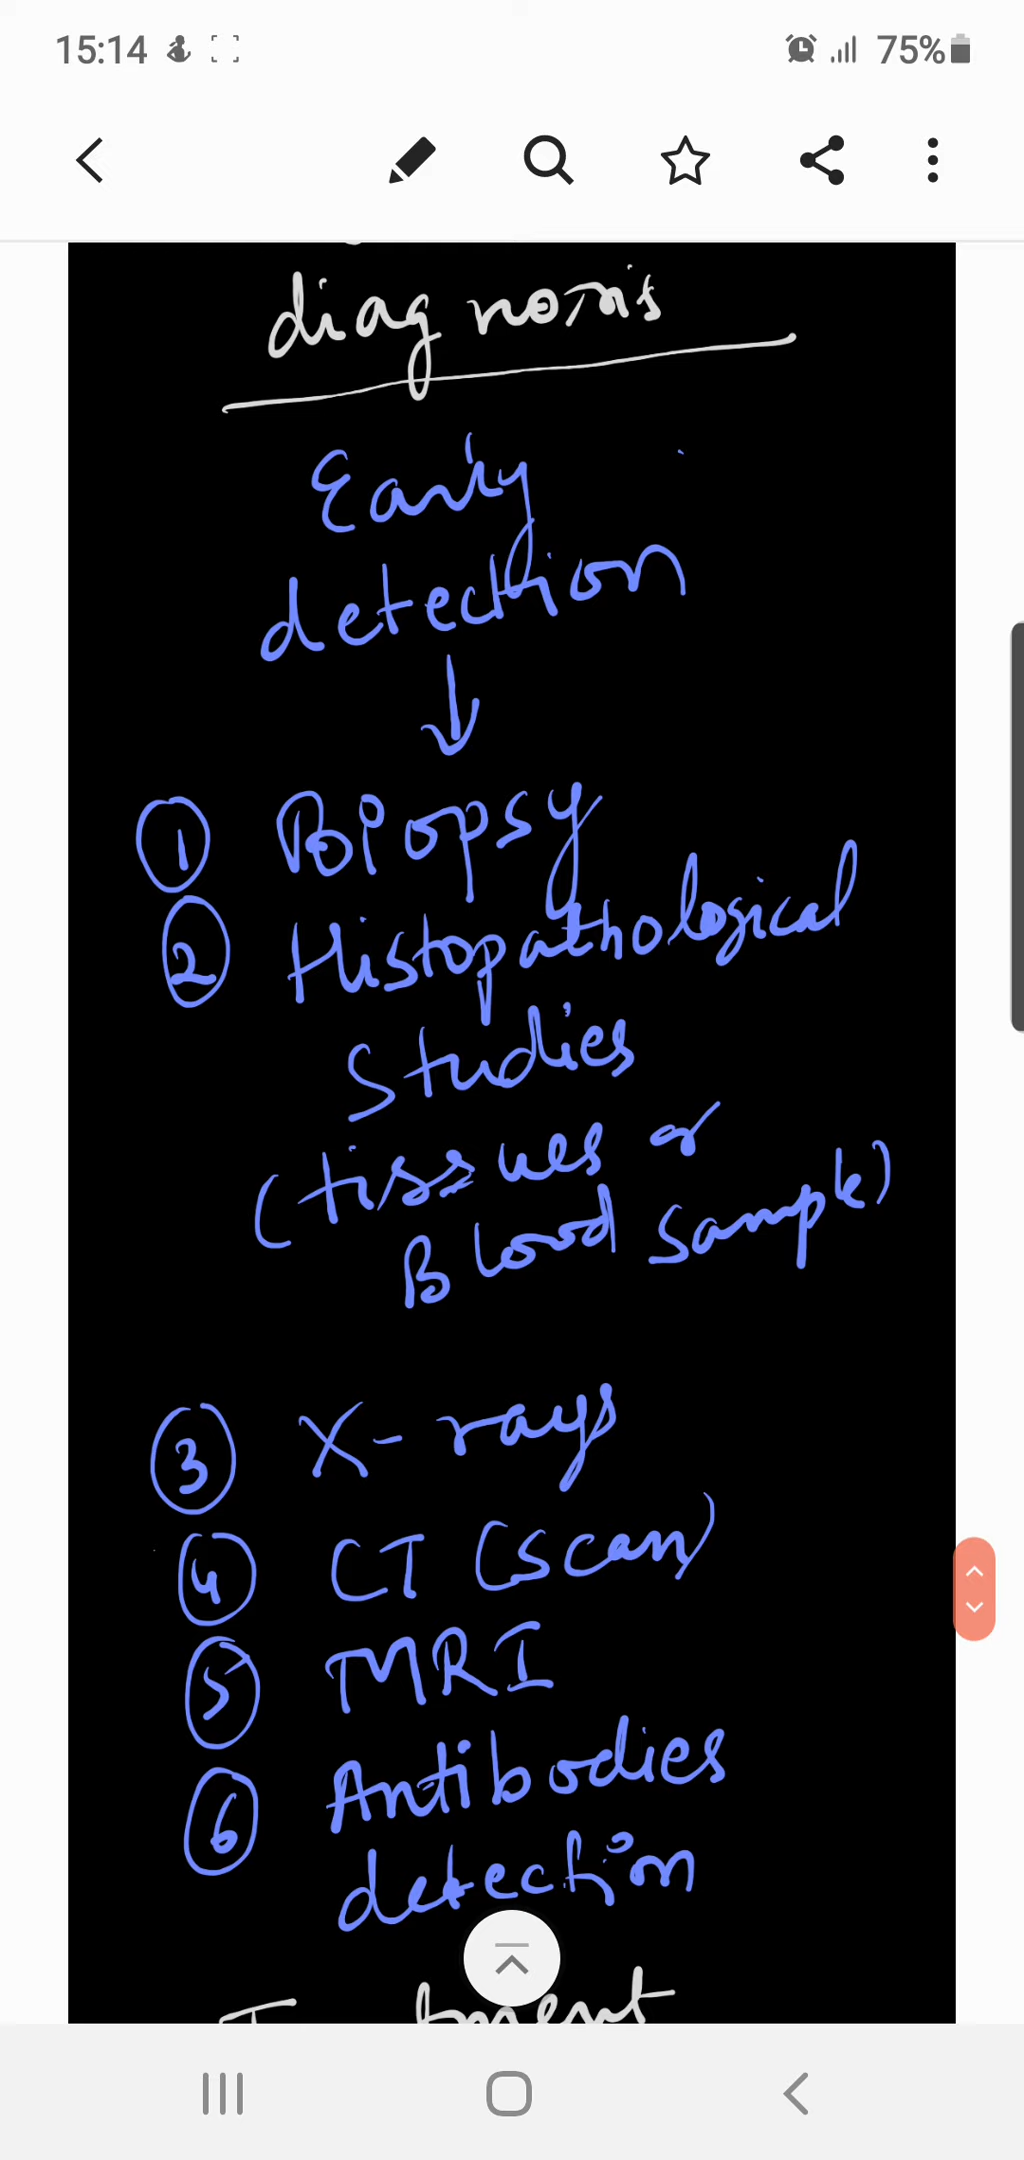 15:14
75%
diagnosis
Early
detection
1 Biopsy
2 Histopathological
Studies
(tissues or
Blood sample)
3 X-rays
4 CT (scan)
5 MRI
6 Antibodies
detection